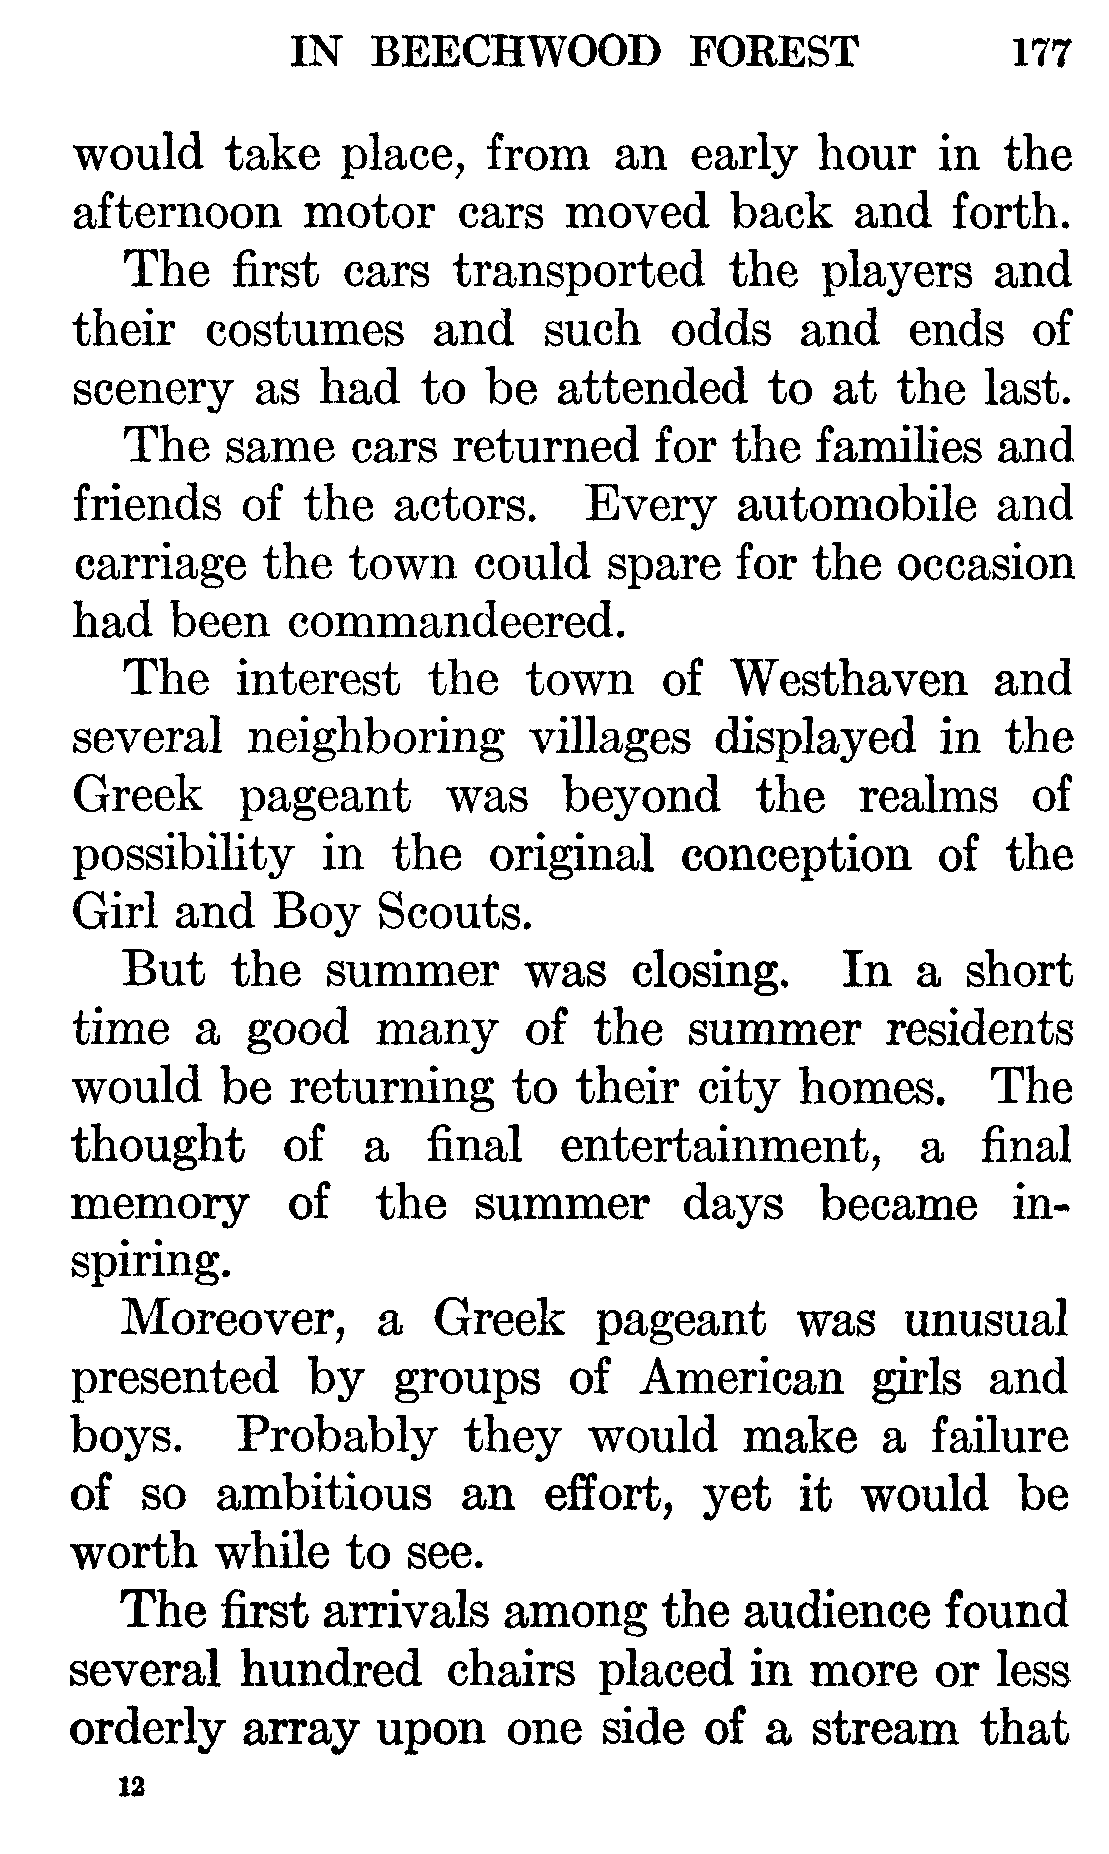 IN BEECHWOOD FOREST 177
would take place, from an early hour in the
afternoon motor cars moved back and forth.
The first cars transported the players and
their costumes and such odds and ends of
scenery as had to be attended to at the last.
The same cars returned for the families and
friends of the actors. Every automobile and
carriage the town could spare for the occasion
had been commandeered.
The interest the town of Westhaven and
several neighboring villages displayed in the
Greek pageant was beyond the realms of
possibility in the original conception of the
Girl and Boy Scouts.
But the summer was closing. In a short
time a good many of the summer residents
would be returning to their city homes. The
thought of a final entertainment, a final
memory of the summer days became in-
spiring.
Moreover, a Greek pageant was unusual
presented by groups of American girls and
boys. Probably they would make a failure
of so ambitious an effort, yet it would be
worth while to see.
The first arrivals among the audience found
several hundred chairs placed in more or less
orderly array upon one side of a stream that
12